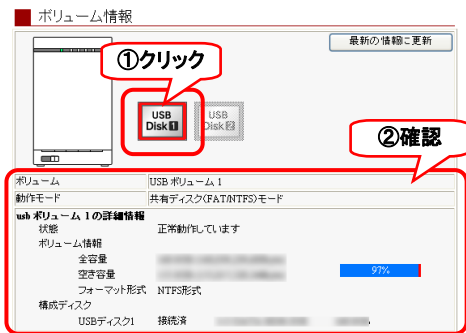 ボリューム情報
最新の情報に更新
①クリック
USB Disk 1
USB Disk 2
②確認
ボリューム USB ボリューム 1
動作モード 共有ディスク(FAT/NTFS)モード
usb ボリューム 1の詳細情報
状態 正常動作しています
ボリューム情報
全容量
空き容量 97%
フォーマット形式 NTFS形式
構成ディスク
USBディスク1 接続済